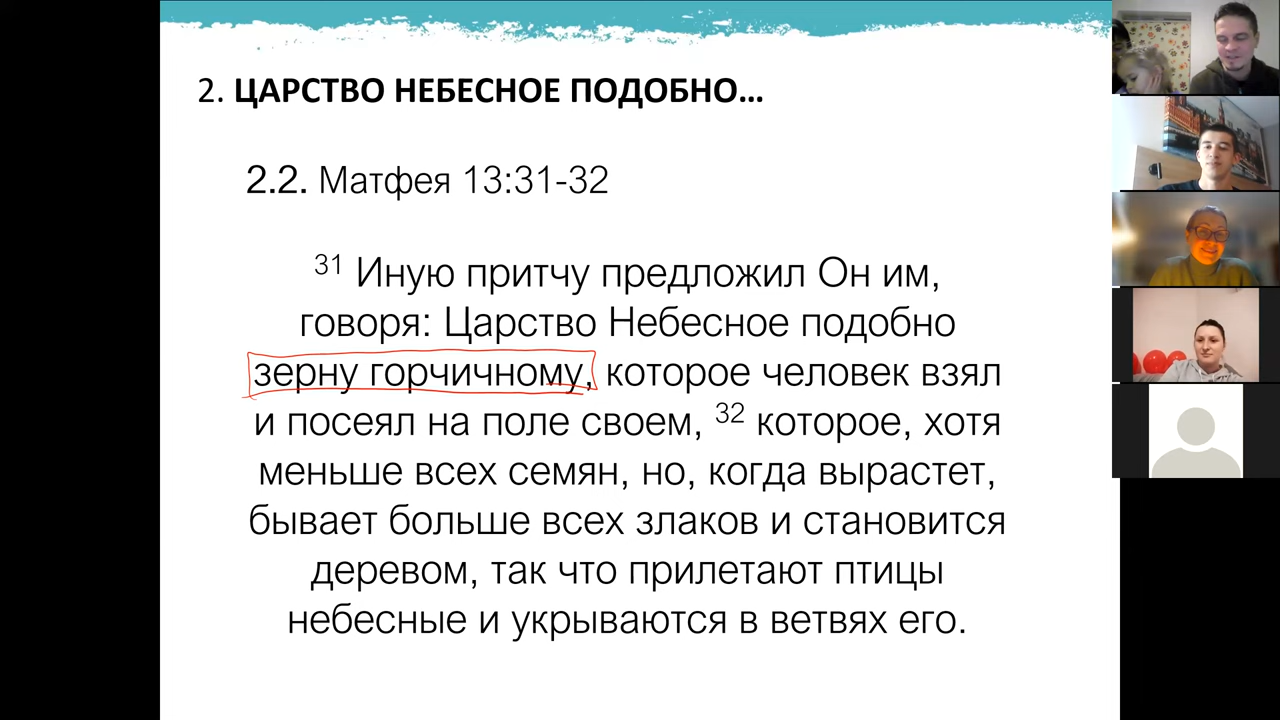 2. ЦАРСТВО НЕБЕСНОЕ ПОДОБНО...
2.2. Матфея 13:31-32
31 Иную притчу предложил Он им,
говоря: Царство Небесное подобно
зерну горчичному, которое человек взял
и посеял на поле своем, 32 которое, хотя
меньше всех семян, но, когда вырастет,
бывает больше всех злаков и становится
деревом, так что прилетают птицы
небесные и укрываются в ветвях его.